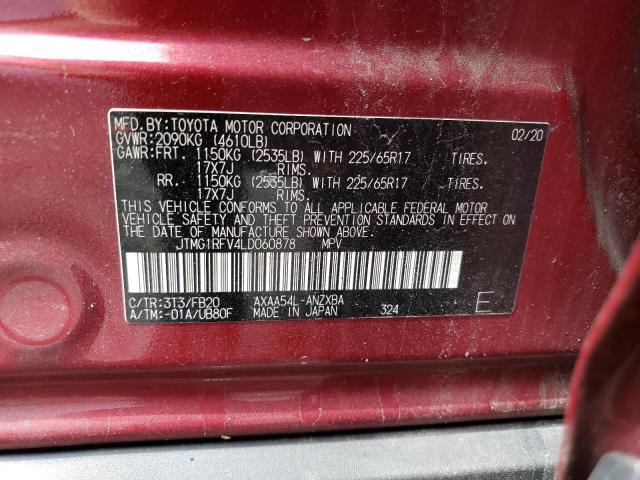 MFD.BY:TOYOTA MOTOR CORPORATION 02/20
GVWR:2090KG (4610LB)
GAWR:FRT. 1150KG (2535LB) WITH 225/65R17 TIRES.
17X7J RIMS.
RR. 1150KG (2535LB) WITH 225/65R17 TIRES.
17X7J RIMS.
THIS VEHICLE CONFORMS TO ALL APPLICABLE FEDERAL MOTOR
VEHICLE SAFETY AND THEFT PREVENTION STANDARDS IN EFFECT
ON THE DATE OF MANUFACTURE SHOWN ABOVE.
JTMG1RFV4LD060878 MPV
C/TR:3T3/FB20 AXAA54L-ANZXBA E
A/TM:-01A/UB80F MADE IN JAPAN 324